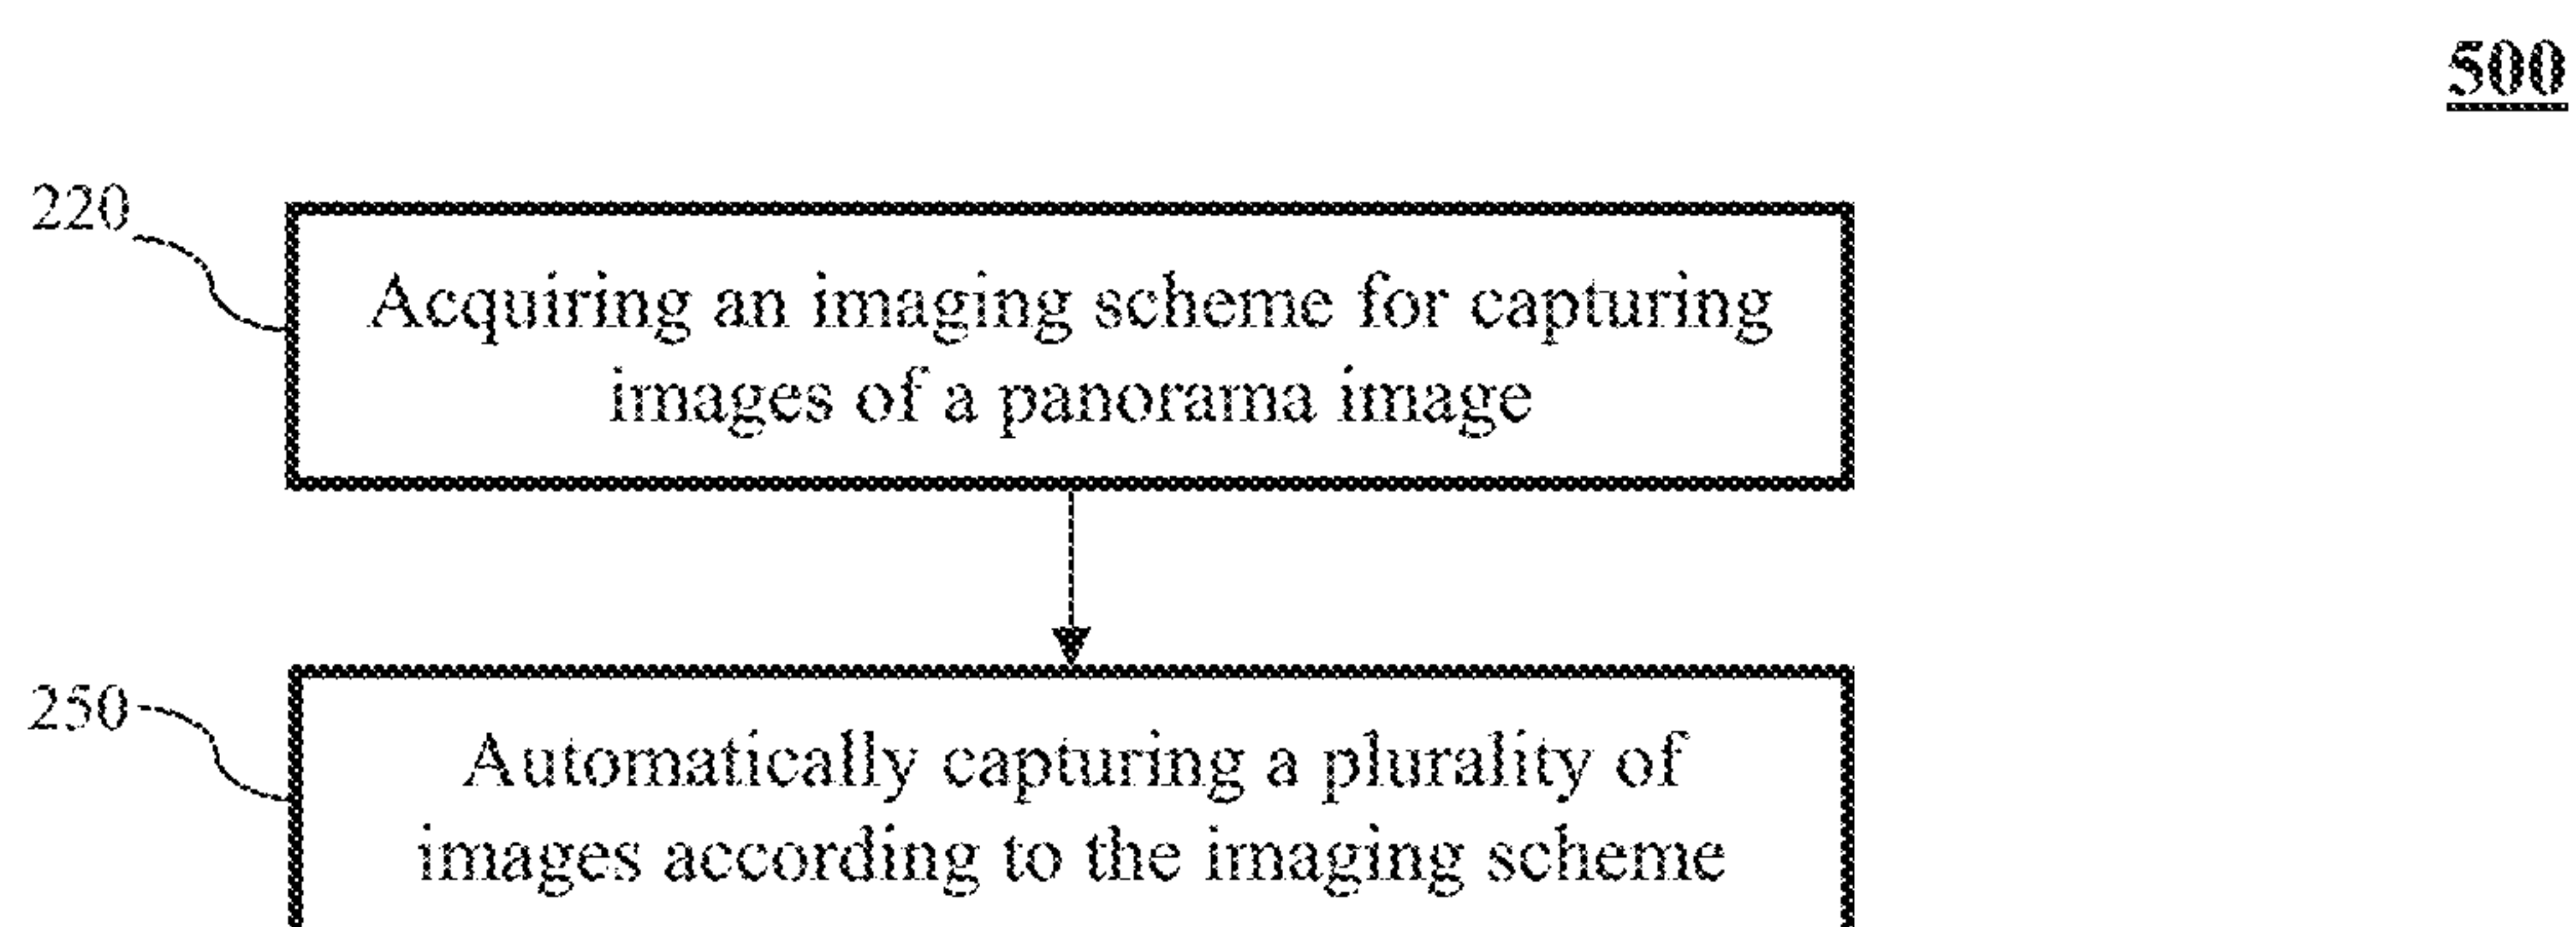 500
220
Acquiring an imaging scheme for capturing
images of a panorama image
250
Automatically capturing a plurality of
images according to the imaging scheme